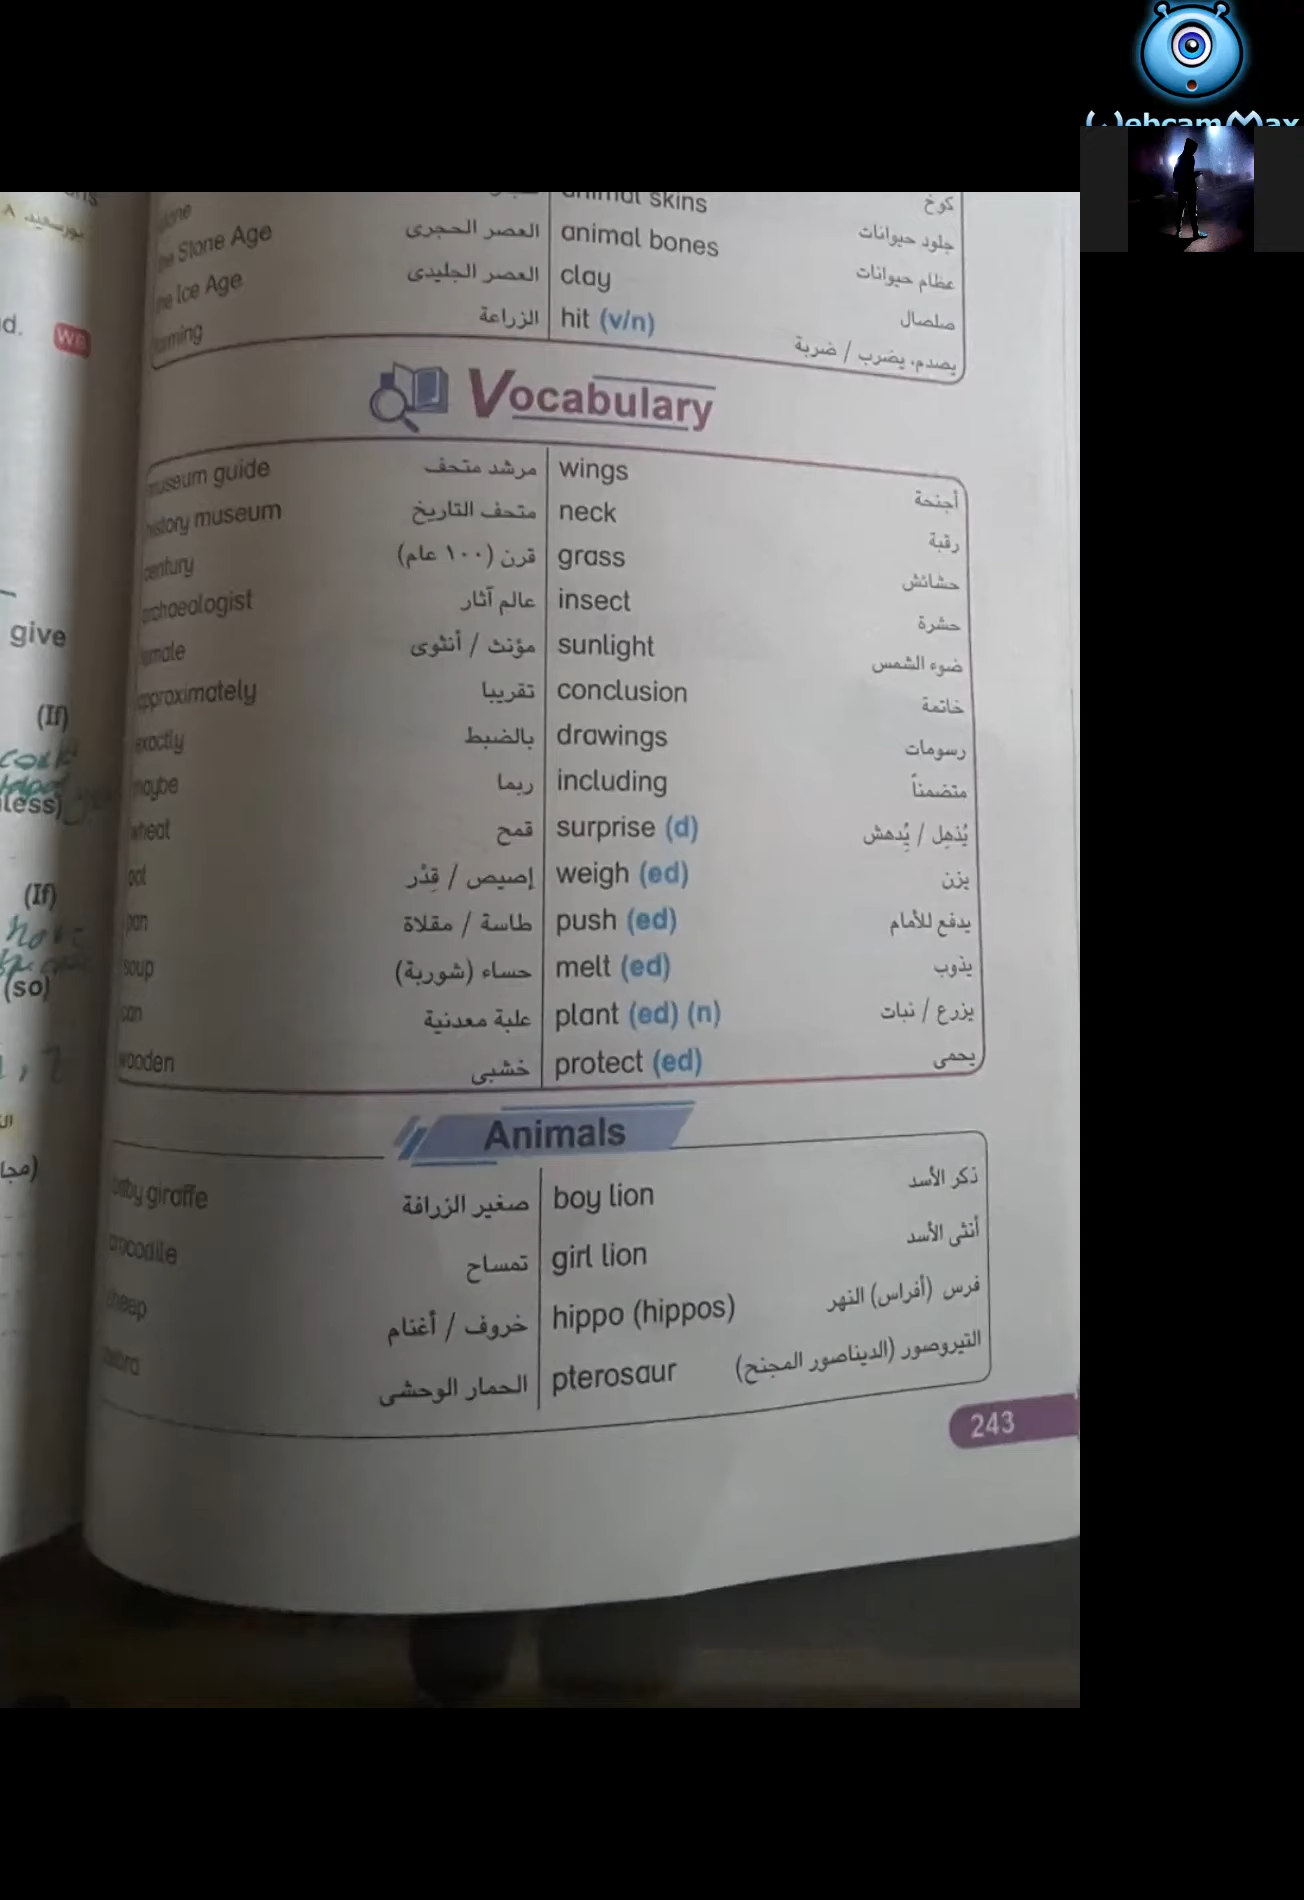 WebcamMax
كوخ
animal skins
جلود حيوانات
the Stone Age العصر الحجرى animal bones عظام حيوانات
the Ice Age العصر الجليدى clay صلصال
farming الزراعة hit (v/n) يصدم، يضرب / ضربة
Vocabulary
museum guide مرشد متحف wings أجنحة
history museum متحف التاريخ neck رقبة
century قرن (١٠٠ عام) grass حشائش
archaeologist عالم آثار insect حشرة
female مؤنث / أنثوى sunlight ضوء الشمس
approximately تقريبا conclusion خاتمة
exactly بالضبط drawings رسومات
maybe ربما including متضمناً
wheat قمح surprise (d) يُذهِل / يُدهش
pot إصيص / قِدْر weigh (ed) يزن
pan طاسة / مقلاة push (ed) يدفع للأمام
soup حساء (شوربة) melt (ed) يذوب
can علبة معدنية plant (ed) (n) يزرع / نبات
wooden خشبى protect (ed) يحمى
Animals
baby giraffe صغير الزرافة boy lion ذكر الأسد
crocodile تمساح girl lion أنثى الأسد
sheep خروف / أغنام hippo (hippos) فرس (أفراس) النهر
zebra الحمار الوحشى pterosaur التيروصور (الديناصور المجنح)
243
بورسعيد، ٨
d.
WB
give
(If)
less)
(If)
(so)